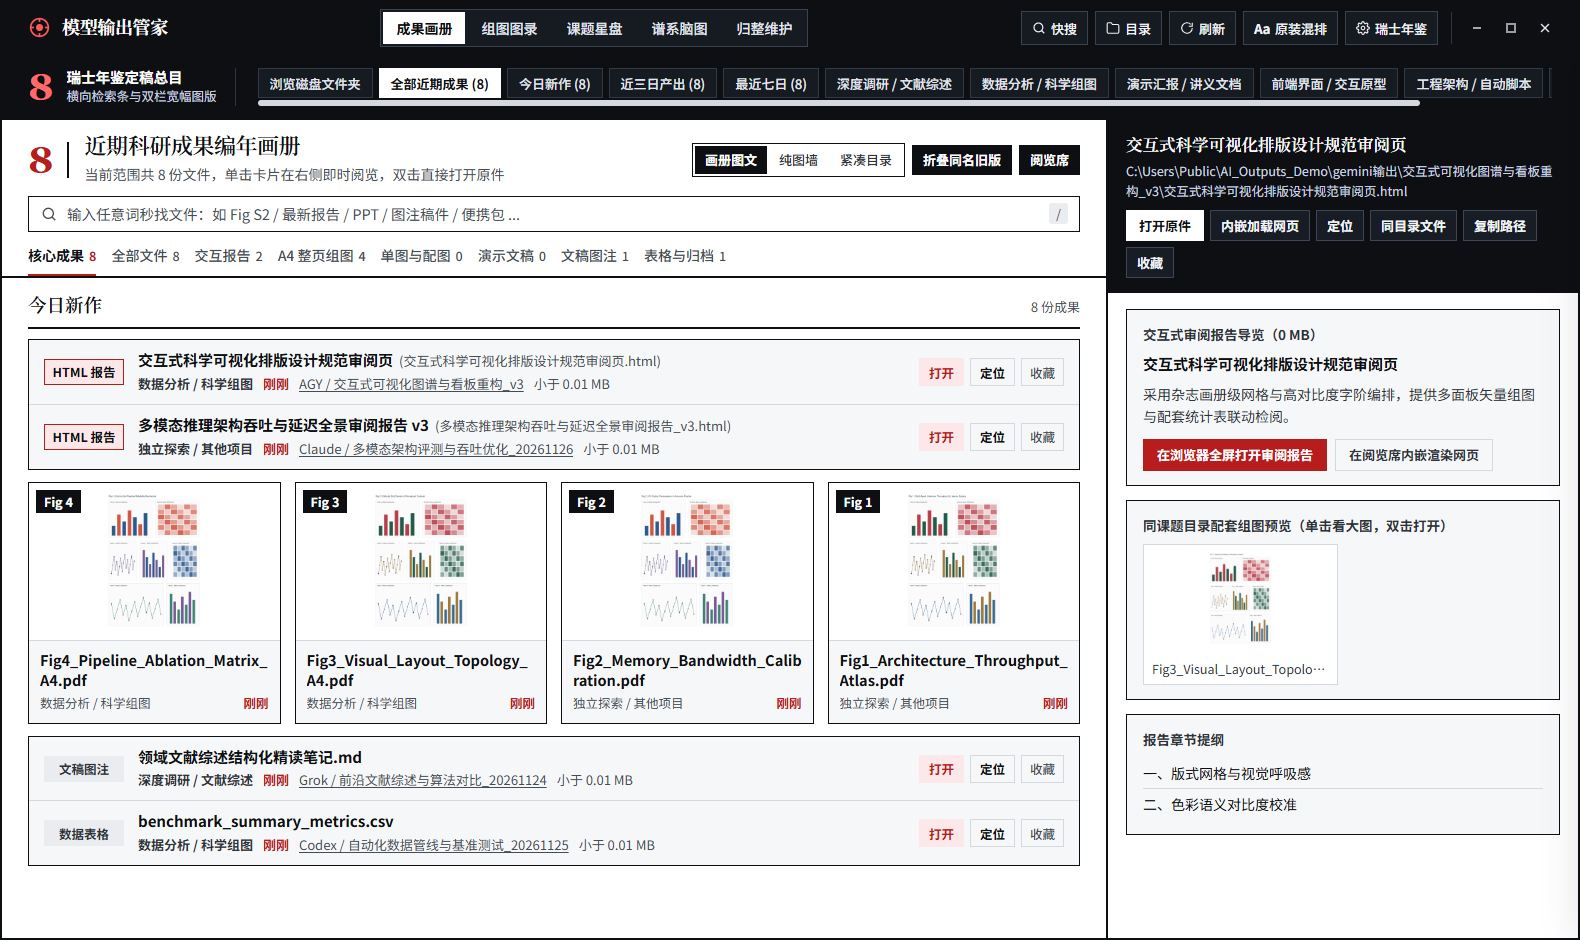 模型输出管家
成果画册 组图图录 课题星盘 谱系脑图 归整维护
快搜 目录 刷新 Aa 原装混排 瑞士年鉴
8 瑞士年鉴定稿总目
横向检索条与双栏宽幅图版
浏览磁盘文件夹 全部近期成果 (8) 今日新作 (8) 近三日产出 (8) 最近七日 (8) 深度调研 / 文献综述 数据分析 / 科学组图 演示汇报 / 讲义文档 前端界面 / 交互原型 工程架构 / 自动脚本
8 近期科研成果编年画册
当前范围共 8 份文件，单击卡片在右侧即时阅览，双击直接打开原件
画册图文 纯图墙 紧凑目录 折叠同名旧版 阅览席
输入任意词秒找文件：如 Fig S2 / 最新报告 / PPT / 图注稿件 / 便携包 ... /
核心成果 8 全部文件 8 交互报告 2 A4 整页组图 4 单图与配图 0 演示文稿 0 文稿图注 1 表格与归档 1
今日新作 8 份成果
HTML 报告 交互式科学可视化排版设计规范审阅页 (交互式科学可视化排版设计规范审阅页.html)
数据分析 / 科学组图 刚刚 AGY / 交互式可视化图谱与看板重构_v3 小于 0.01 MB
打开 定位 收藏
HTML 报告 多模态推理架构吞吐与延迟全景审阅报告 v3 (多模态推理架构吞吐与延迟全景审阅报告_v3.html)
独立探索 / 其他项目 刚刚 Claude / 多模态架构评测与吞吐优化_20261126 小于 0.01 MB
打开 定位 收藏
Fig 4
Fig4_Pipeline_Ablation_Matrix_
A4.pdf
数据分析 / 科学组图 刚刚
Fig 3
Fig3_Visual_Layout_Topology_
A4.pdf
数据分析 / 科学组图 刚刚
Fig 2
Fig2_Memory_Bandwidth_Calib
ration.pdf
独立探索 / 其他项目 刚刚
Fig 1
Fig1_Architecture_Throughput_
Atlas.pdf
独立探索 / 其他项目 刚刚
文稿图注 领域文献综述结构化精读笔记.md
深度调研 / 文献综述 刚刚 Grok / 前沿文献综述与算法对比_20261124 小于 0.01 MB
打开 定位 收藏
数据表格 benchmark_summary_metrics.csv
数据分析 / 科学组图 刚刚 Codex / 自动化数据管线与基准测试_20261125 小于 0.01 MB
打开 定位 收藏
交互式科学可视化排版设计规范审阅页
C:\Users\Public\AI_Outputs_Demo\gemini输出\交互式可视化图谱与看板重
构_v3\交互式科学可视化排版设计规范审阅页.html
打开原件 内嵌加载网页 定位 同目录文件 复制路径
收藏
交互式审阅报告导览（0 MB）
交互式科学可视化排版设计规范审阅页
采用杂志画册级网格与高对比度字阶编排，提供多面板矢量组图
与配套统计表联动检阅。
在浏览器全屏打开审阅报告 在阅览席内嵌渲染网页
同课题目录配套组图预览（单击看大图，双击打开）
Fig3_Visual_Layout_Topolo···
报告章节提纲
一、版式网格与视觉呼吸感
二、色彩语义对比度校准